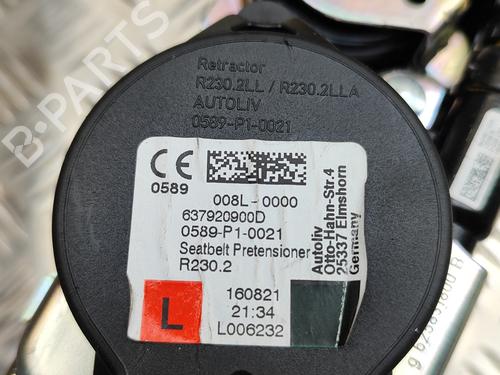 Retractor
R230.2LL / R230.2LLA
AUTOLIV
0589-P1-0021
CE
0589
008L-0000
637920900D
0589-P1-0021
Seatbelt Pretensioner
R230.2
Autoliv
Otto-Hahn-Str.4
25337 Elmshorn
Germany
L
160821
21:34
L006232